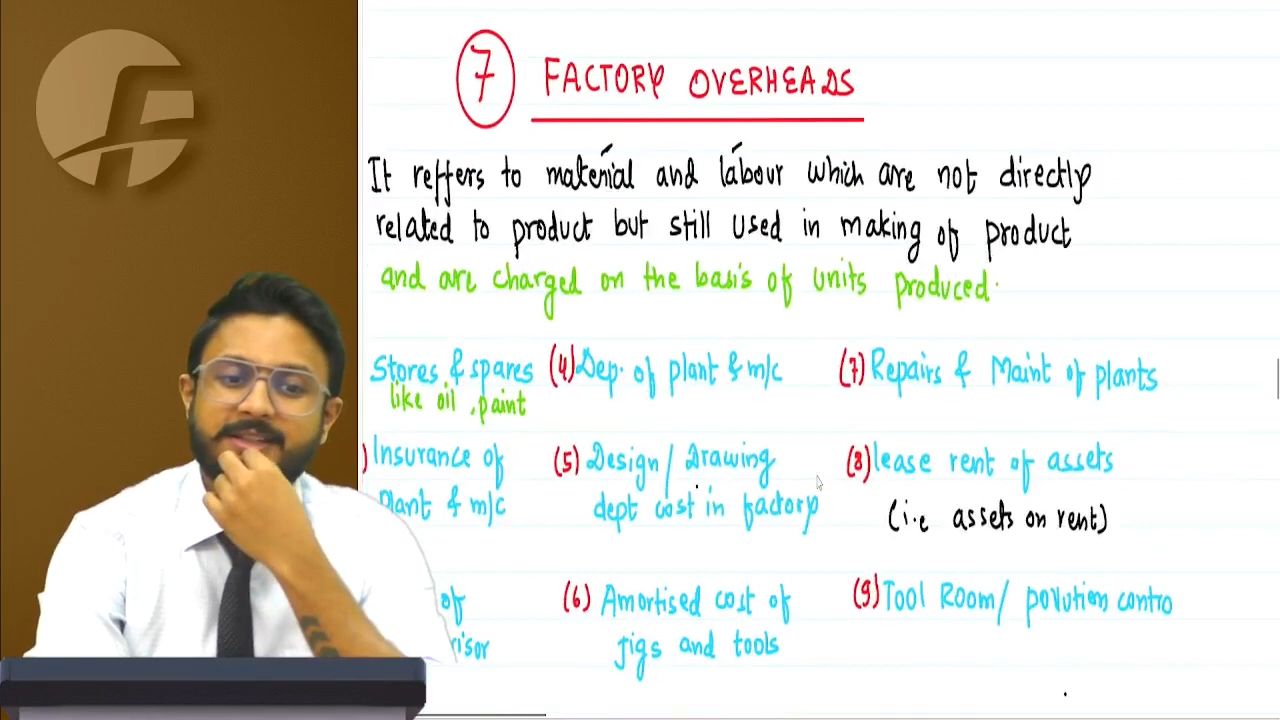 7 FACTORY OVERHEADS
It reffers to material and labour which are not directly
related to product but still used in making of product
and are charged on the basis of units produced.
Stores & spares
like oil, paint
) Insurance of
Plant & m/c
of
(4) Dep. of plant & m/c
(5) Design / Drawing
dept cost in factory
(6) Amortised cost of
Jigs and tools
(7) Repairs & Maint of plants
(8) lease rent of assets
(i.e assets on rent)
(9) Tool Room / povution contro